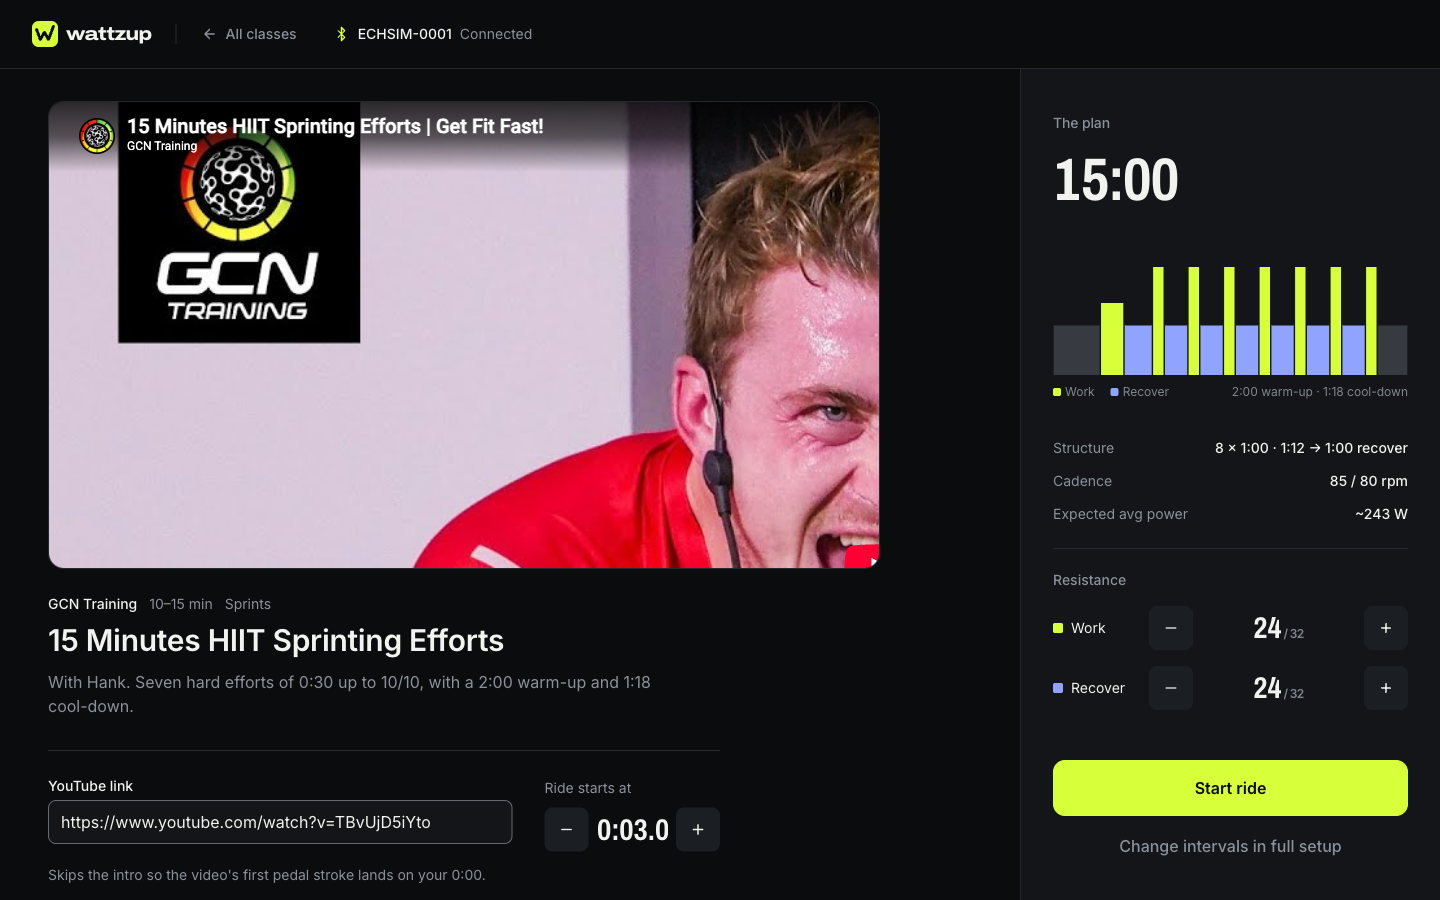 wattzup
All classes
ECHSIM-0001 Connected
15 Minutes HIIT Sprinting Efforts | Get Fit Fast!
GCN Training
GCN
TRAINING
GCN Training 10–15 min Sprints
15 Minutes HIIT Sprinting Efforts
With Hank. Seven hard efforts of 0:30 up to 10/10, with a 2:00 warm-up and 1:18
cool-down.
YouTube link
https://www.youtube.com/watch?v=TBvUjD5iYto
Ride starts at
− 0:03.0 +
Skips the intro so the video's first pedal stroke lands on your 0:00.
The plan
15:00
Work Recover 2:00 warm-up · 1:18 cool-down
Structure 8 × 1:00 · 1:12 → 1:00 recover
Cadence 85 / 80 rpm
Expected avg power ~243 W
Resistance
Work − 24 / 32 +
Recover − 24 / 32 +
Start ride
Change intervals in full setup